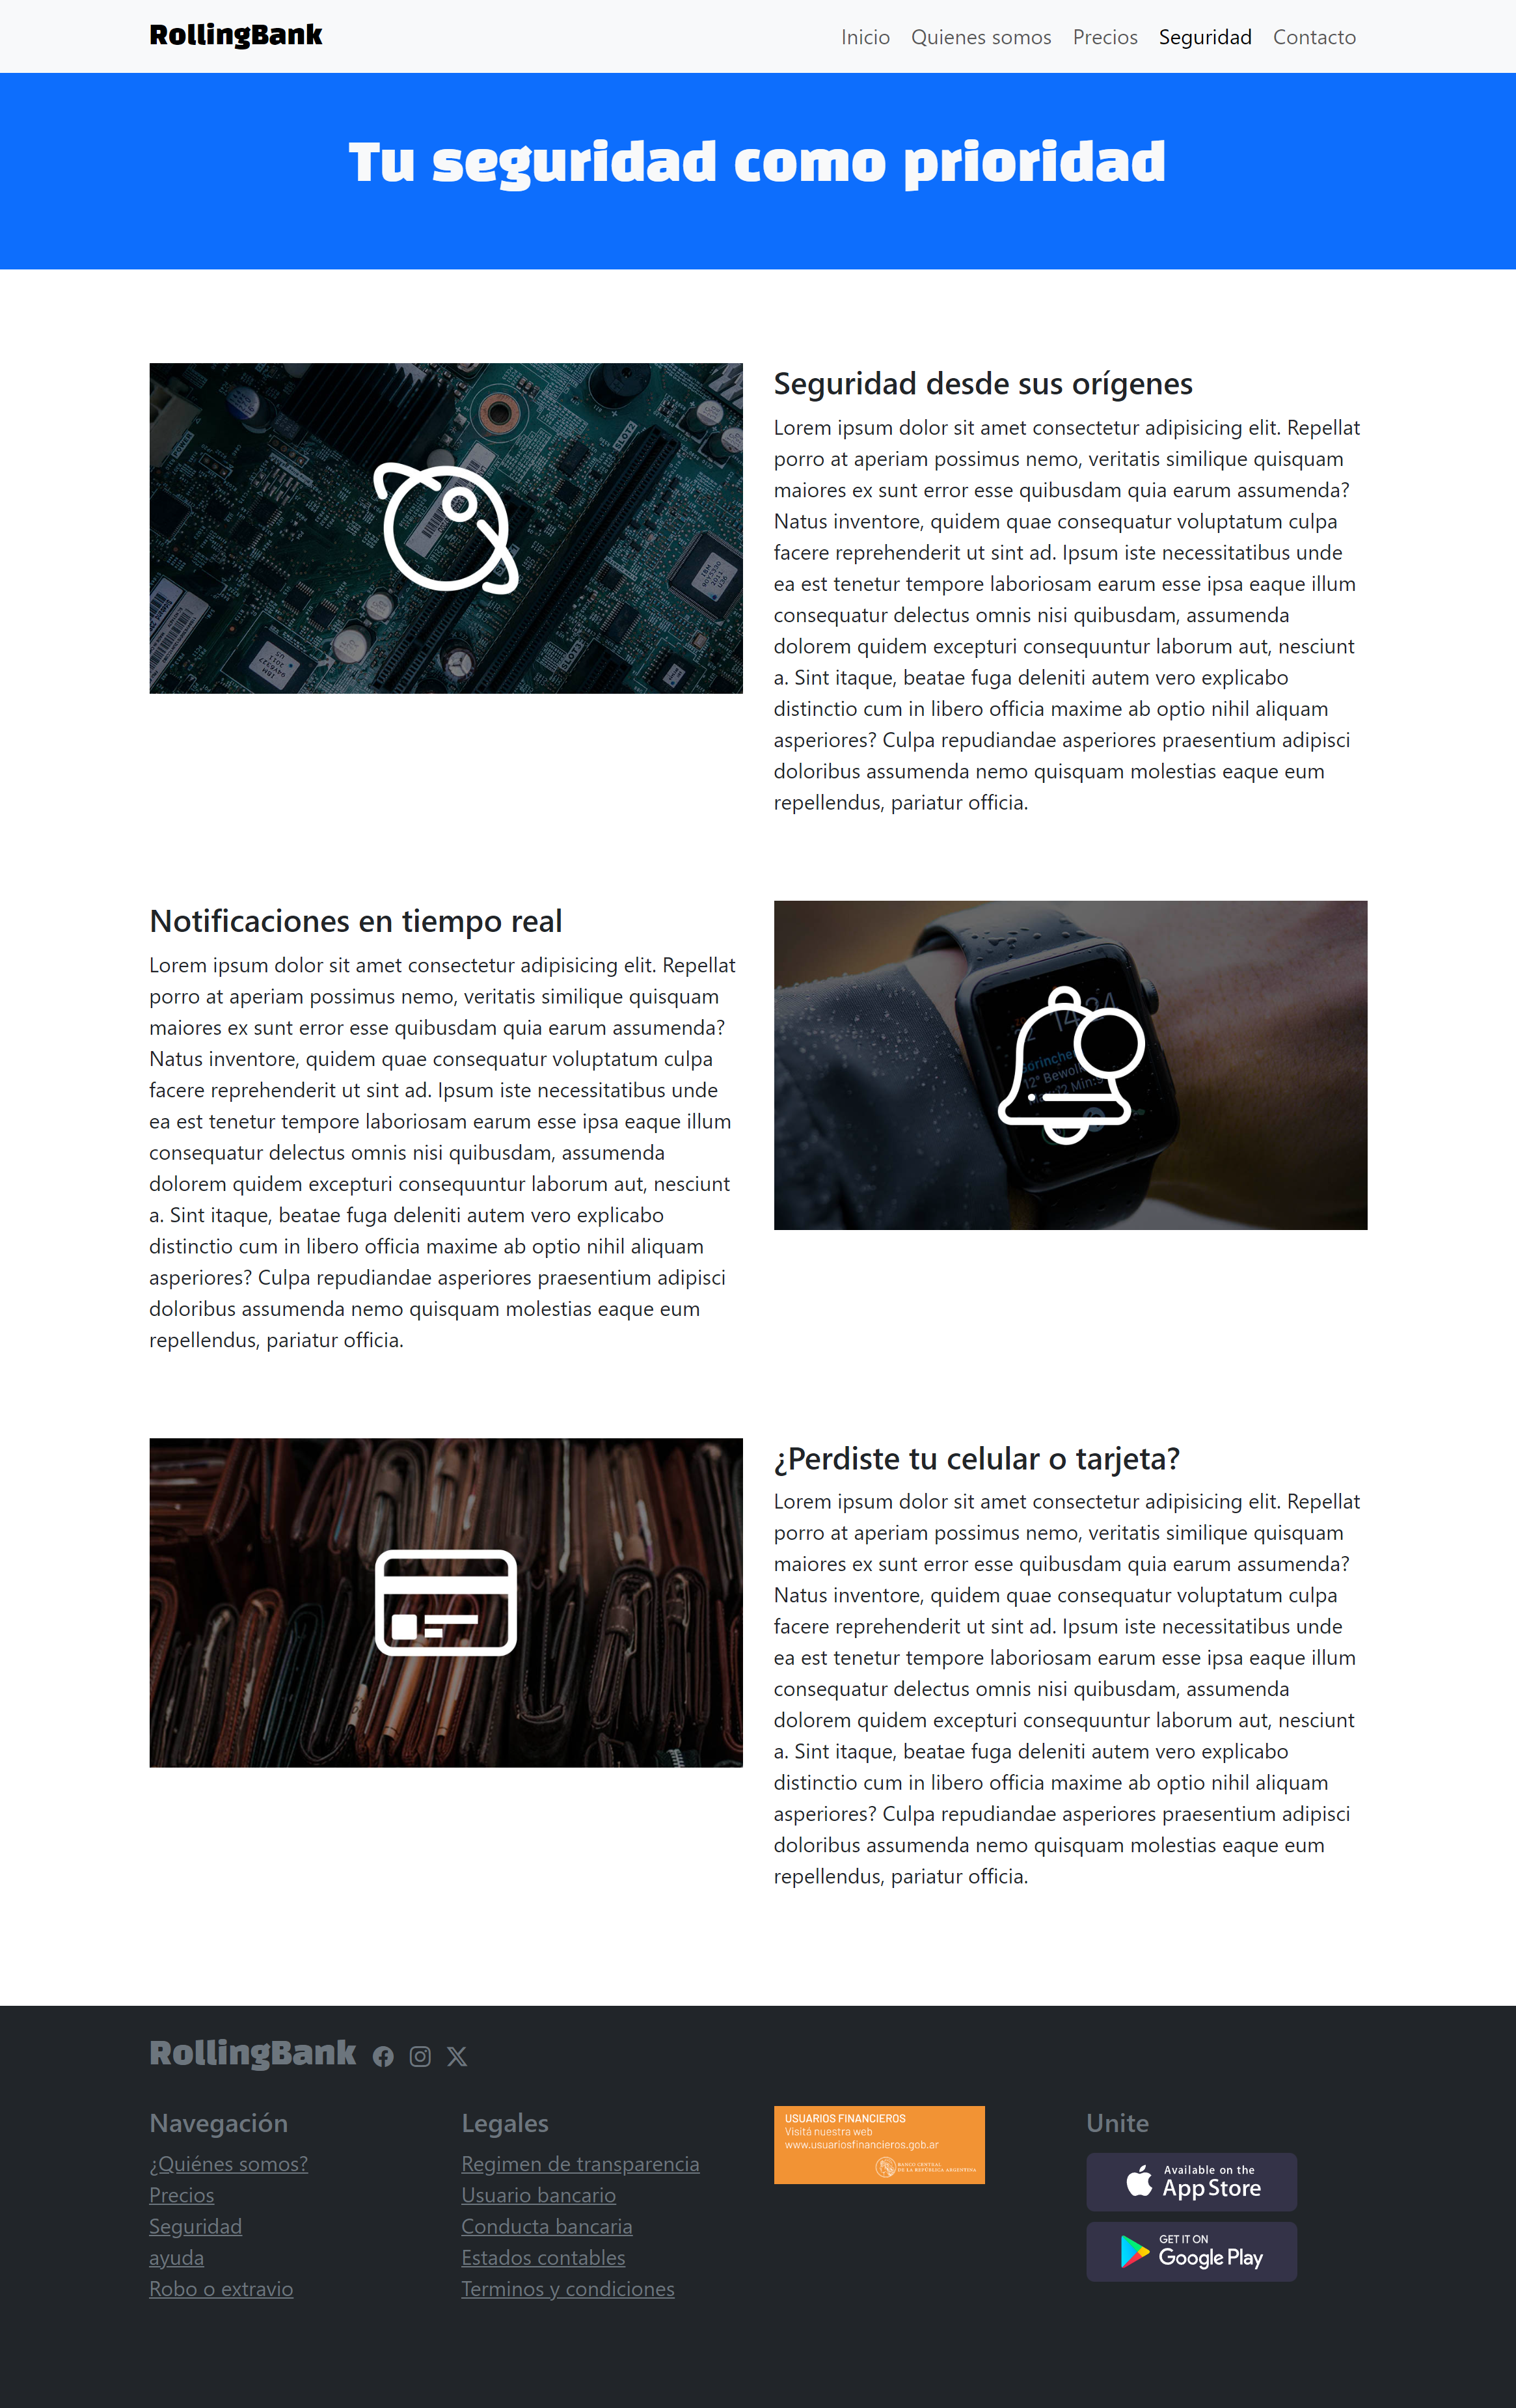 RollingBank
Inicio Quienes somos Precios Seguridad Contacto
Tu seguridad como prioridad
Seguridad desde sus orígenes
Lorem ipsum dolor sit amet consectetur adipisicing elit. Repellat
porro at aperiam possimus nemo, veritatis similique quisquam
maiores ex sunt error esse quibusdam quia earum assumenda?
Natus inventore, quidem quae consequatur voluptatum culpa
facere reprehenderit ut sint ad. Ipsum iste necessitatibus unde
ea est tenetur tempore laboriosam earum esse ipsa eaque illum
consequatur delectus omnis nisi quibusdam, assumenda
dolorem quidem excepturi consequuntur laborum aut, nesciunt
a. Sint itaque, beatae fuga deleniti autem vero explicabo
distinctio cum in libero officia maxime ab optio nihil aliquam
asperiores? Culpa repudiandae asperiores praesentium adipisci
doloribus assumenda nemo quisquam molestias eaque eum
repellendus, pariatur officia.
Notificaciones en tiempo real
Lorem ipsum dolor sit amet consectetur adipisicing elit. Repellat
porro at aperiam possimus nemo, veritatis similique quisquam
maiores ex sunt error esse quibusdam quia earum assumenda?
Natus inventore, quidem quae consequatur voluptatum culpa
facere reprehenderit ut sint ad. Ipsum iste necessitatibus unde
ea est tenetur tempore laboriosam earum esse ipsa eaque illum
consequatur delectus omnis nisi quibusdam, assumenda
dolorem quidem excepturi consequuntur laborum aut, nesciunt
a. Sint itaque, beatae fuga deleniti autem vero explicabo
distinctio cum in libero officia maxime ab optio nihil aliquam
asperiores? Culpa repudiandae asperiores praesentium adipisci
doloribus assumenda nemo quisquam molestias eaque eum
repellendus, pariatur officia.
¿Perdiste tu celular o tarjeta?
Lorem ipsum dolor sit amet consectetur adipisicing elit. Repellat
porro at aperiam possimus nemo, veritatis similique quisquam
maiores ex sunt error esse quibusdam quia earum assumenda?
Natus inventore, quidem quae consequatur voluptatum culpa
facere reprehenderit ut sint ad. Ipsum iste necessitatibus unde
ea est tenetur tempore laboriosam earum esse ipsa eaque illum
consequatur delectus omnis nisi quibusdam, assumenda
dolorem quidem excepturi consequuntur laborum aut, nesciunt
a. Sint itaque, beatae fuga deleniti autem vero explicabo
distinctio cum in libero officia maxime ab optio nihil aliquam
asperiores? Culpa repudiandae asperiores praesentium adipisci
doloribus assumenda nemo quisquam molestias eaque eum
repellendus, pariatur officia.
RollingBank
Navegación
¿Quiénes somos?
Precios
Seguridad
ayuda
Robo o extravio
Legales
Regimen de transparencia
Usuario bancario
Conducta bancaria
Estados contables
Terminos y condiciones
USUARIOS FINANCIEROS
Visitá nuestra web
www.usuariosfinancieros.gob.ar
BANCO CENTRAL
DE LA REPÚBLICA ARGENTINA
Unite
Available on the
App Store
GET IT ON
Google Play